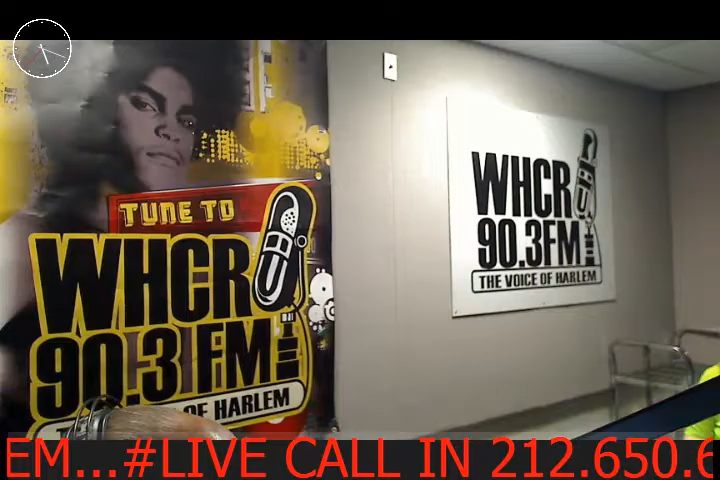 TUNE TO
WHCR
90.3 FM
OF HARLEM
WHCR
90.3FM
THE VOICE OF HARLEM
EM...#LIVE CALL IN 212.650.6